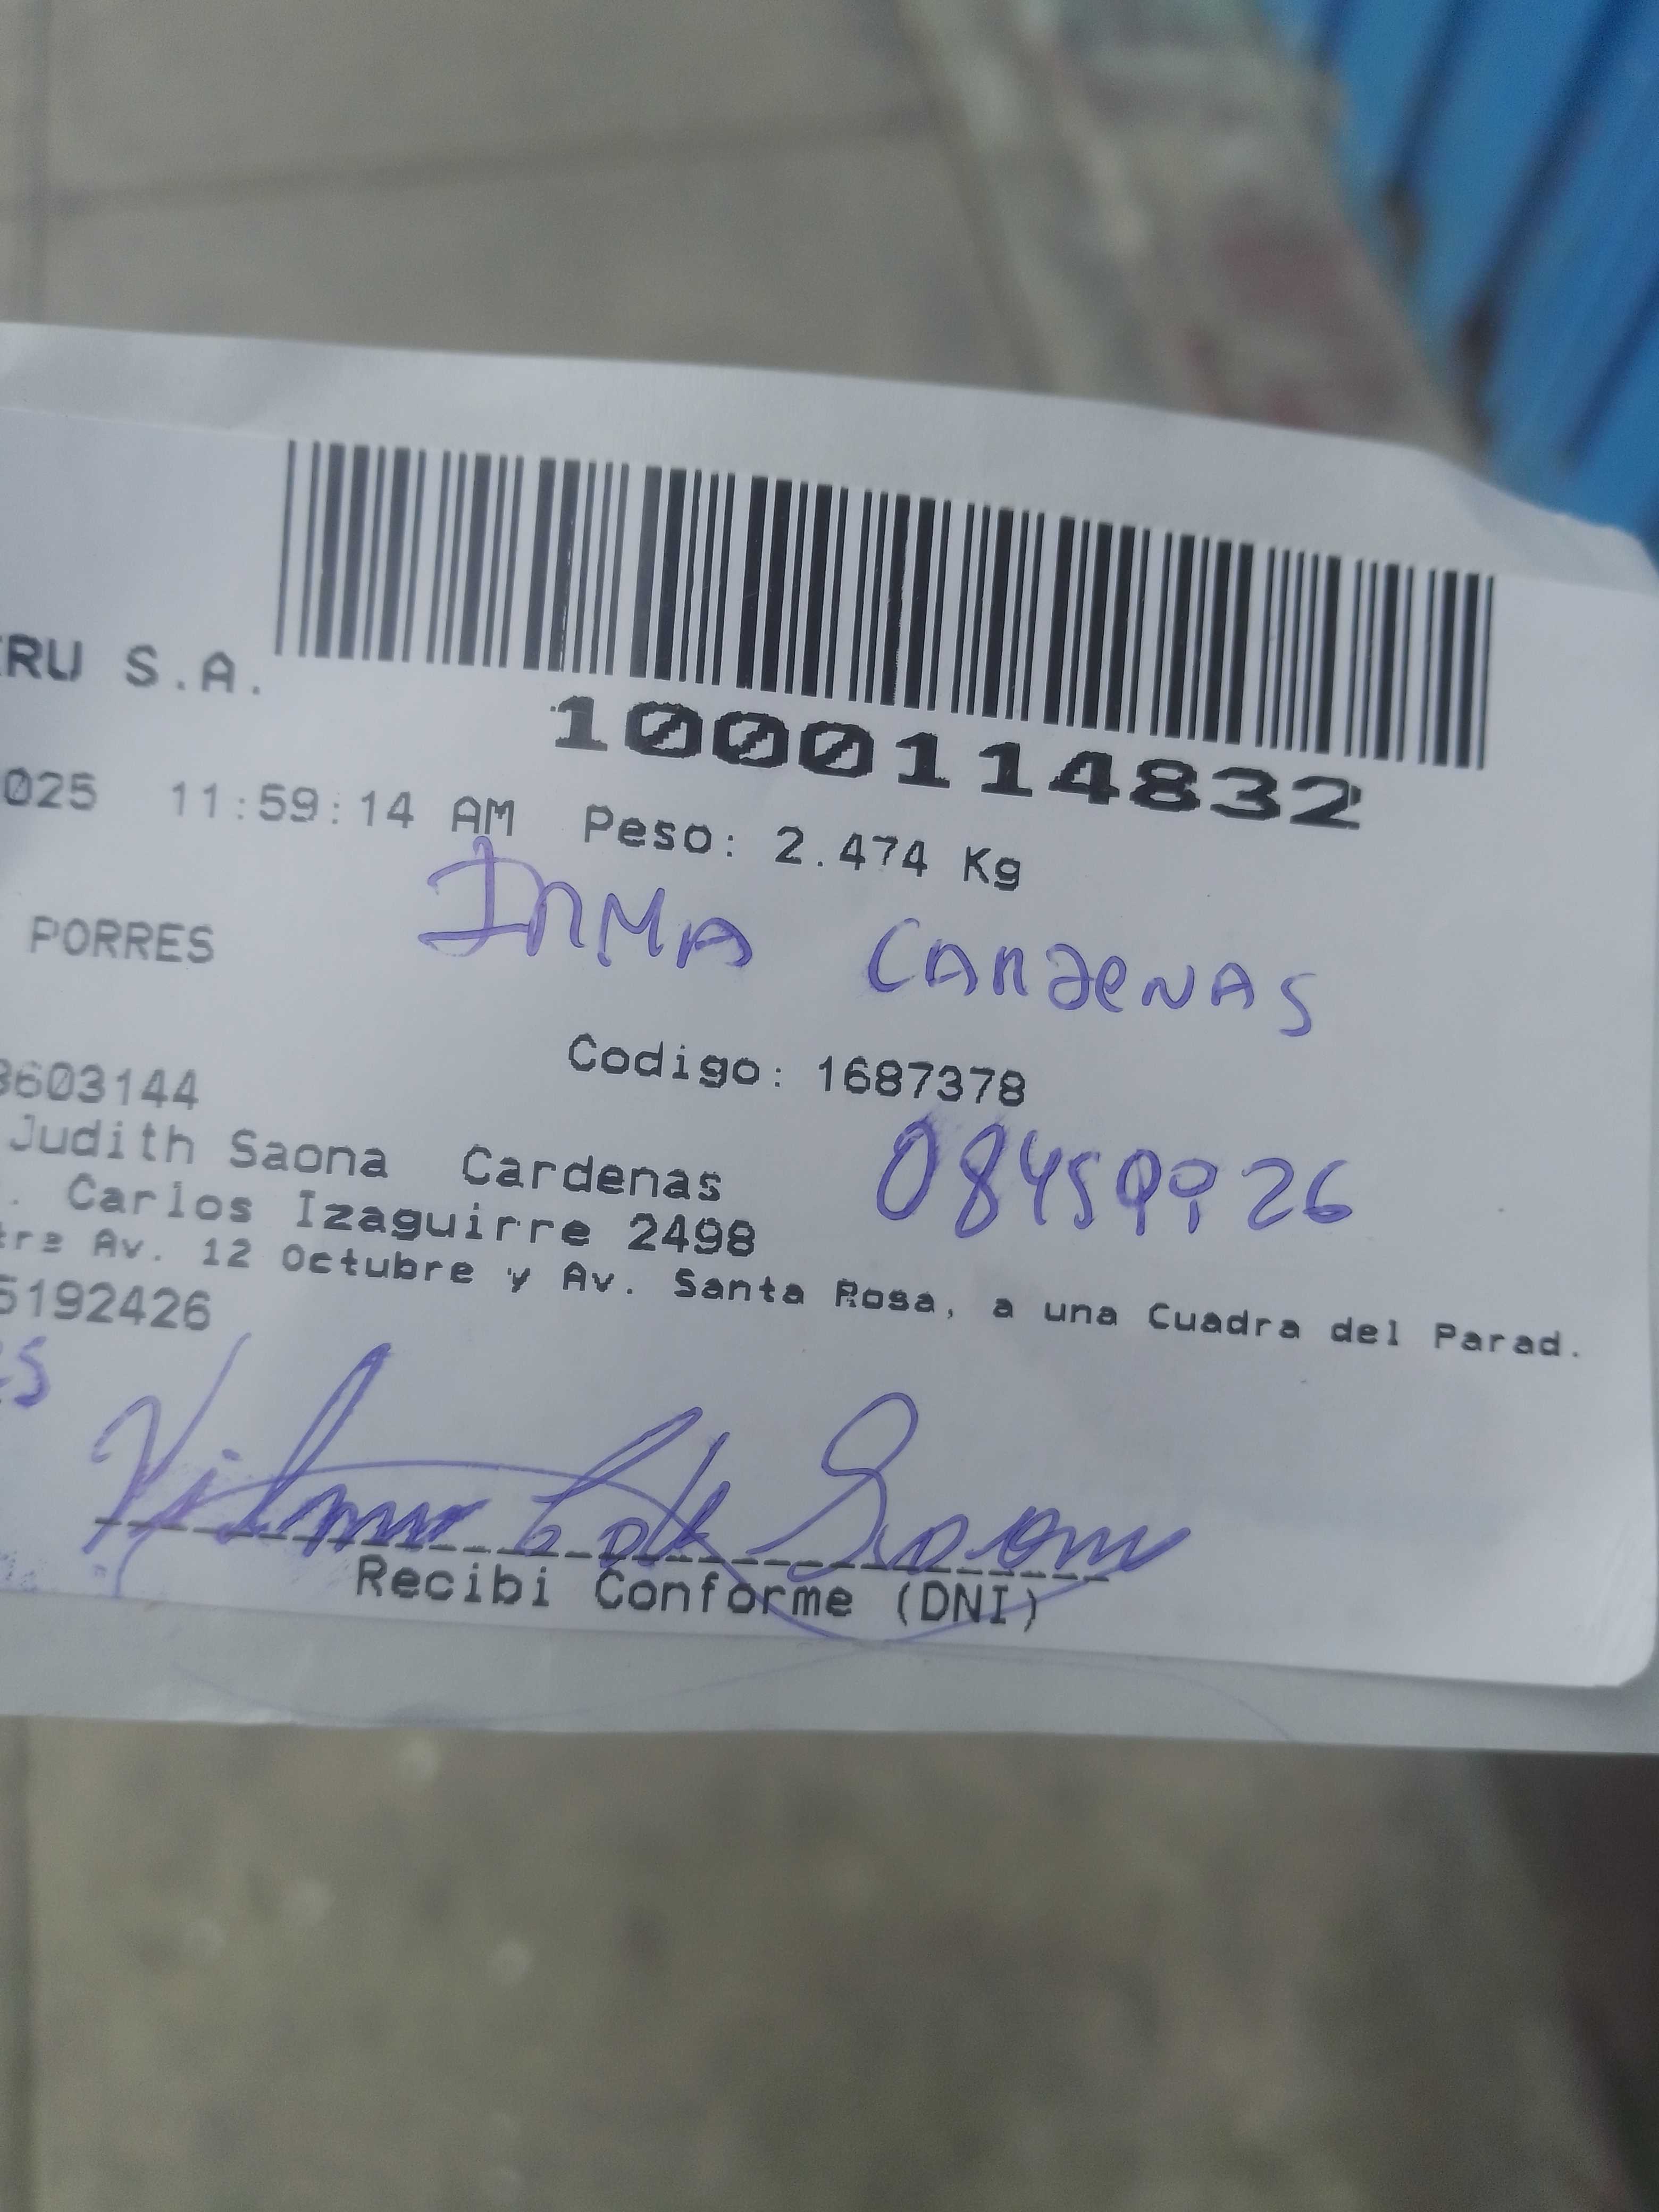 RU S.A.
1000114832
025 11:59:14 AM Peso: 2.474 Kg
IRMA CARDENAS
PORRES
Codigo: 1687378
3603144
Judith Saona Cardenas
08459926
. Carlos Izaguirre 2498
tre Av. 12 Octubre y Av. Santa Rosa, a una Cuadra del Parad.
5192426
ES
Recibi Conforme (DNI)